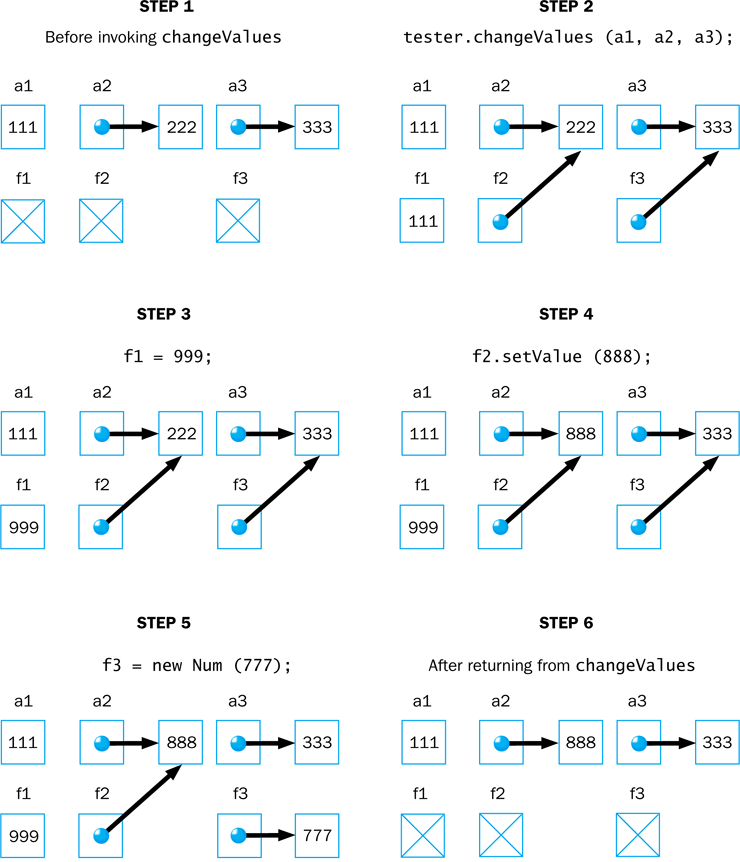 STEP 1
Before invoking changeValues
a1 a2 a3
111 222 333
f1 f2 f3
STEP 2
tester.changeValues (a1, a2, a3);
a1 a2 a3
111 222 333
f1 f2 f3
111
STEP 3
f1 = 999;
a1 a2 a3
111 222 333
f1 f2 f3
999
STEP 4
f2.setValue (888);
a1 a2 a3
111 888 333
f1 f2 f3
999
STEP 5
f3 = new Num (777);
a1 a2 a3
111 888 333
f1 f2 f3
999 777
STEP 6
After returning from changeValues
a1 a2 a3
111 888 333
f1 f2 f3